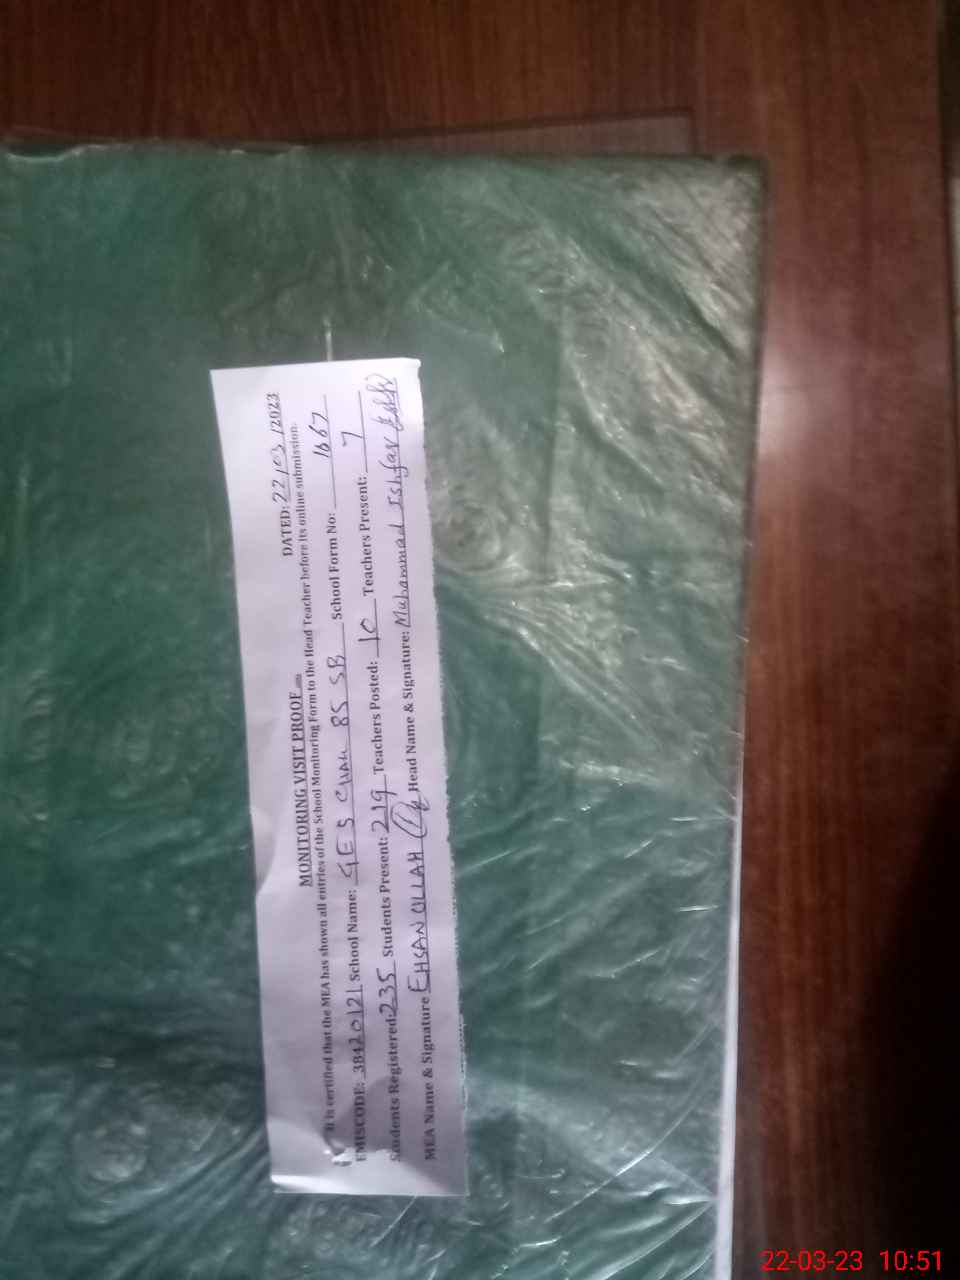 MONITORING VISIT PROOF
DATED: 22/03/2023
It is certified that the MEA has shown all entries of the School Monitoring Form to the Head Teacher before its online submission.
EMISCODE: 38420121 School Name: GES Chak 85 SB School Form No: 1667
Students Registered: 235 Students Present: 219 Teachers Posted: 10 Teachers Present: 7
MEA Name & Signature EHSAN ULLAH Head Name & Signature: Muhammad Ishfaq
22-03-23 10:51